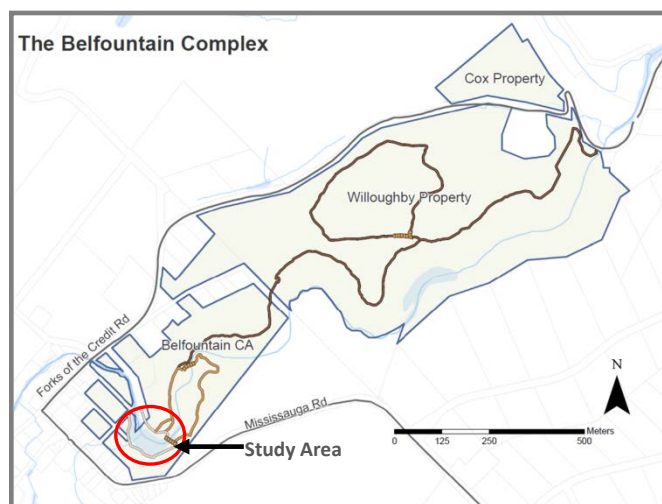 The Belfountain Complex
Cox Property
Willoughby Property
Forks of the Credit Rd
Belfountain CA
Mississauga Rd
Study Area
N
Meters
0 125 250 500